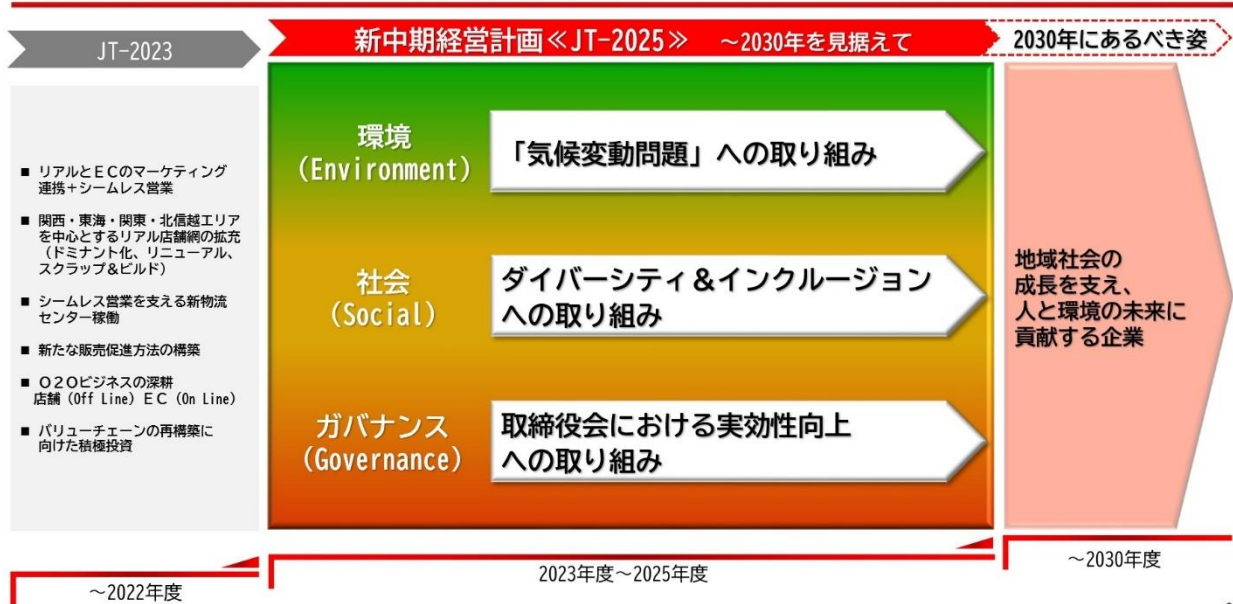 JT-2023
新中期経営計画≪JT-2025≫ ～2030年を見据えて
2030年にあるべき姿
■ リアルとＥＣのマーケティング
連携＋シームレス営業
■ 関西・東海・関東・北信越エリア
を中心とするリアル店舗網の拡充
（ドミナント化、リニューアル、
スクラップ＆ビルド）
■ シームレス営業を支える新物流
センター稼働
■ 新たな販売促進方法の構築
■ Ｏ２Ｏビジネスの深耕
店舗（Off Line）ＥＣ（On Line）
■ バリューチェーンの再構築に
向けた積極投資
環境
(Environment)
「気候変動問題」への取り組み
社会
(Social)
ダイバーシティ＆インクルージョン
への取り組み
ガバナンス
(Governance)
取締役会における実効性向上
への取り組み
地域社会の
成長を支え、
人と環境の未来に
貢献する企業
～2022年度
2023年度～2025年度
～2030年度